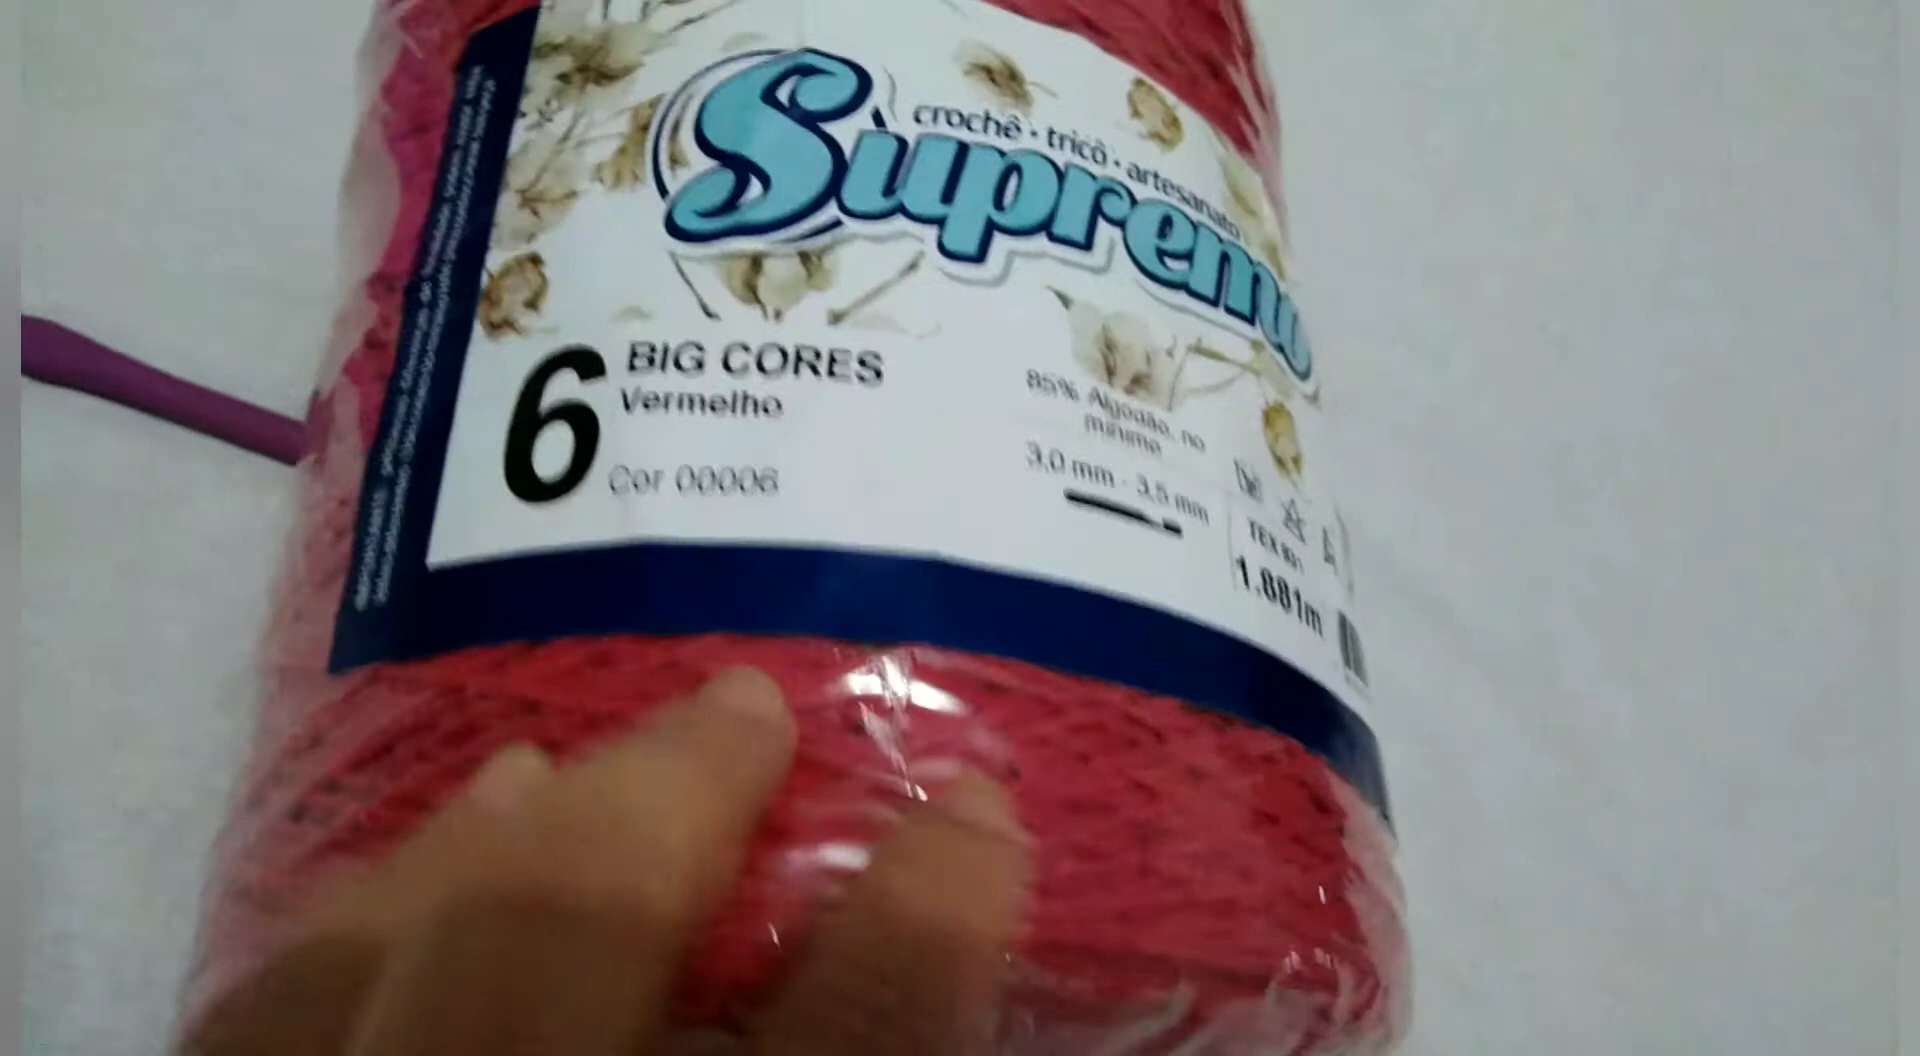 crochê • tricô • artesanato
Supremo
6
BIG CORES
Vermelho
Cor 00006
85% Algodão, no
mínimo
3,0 mm - 3,5 mm
TEX
1.881m